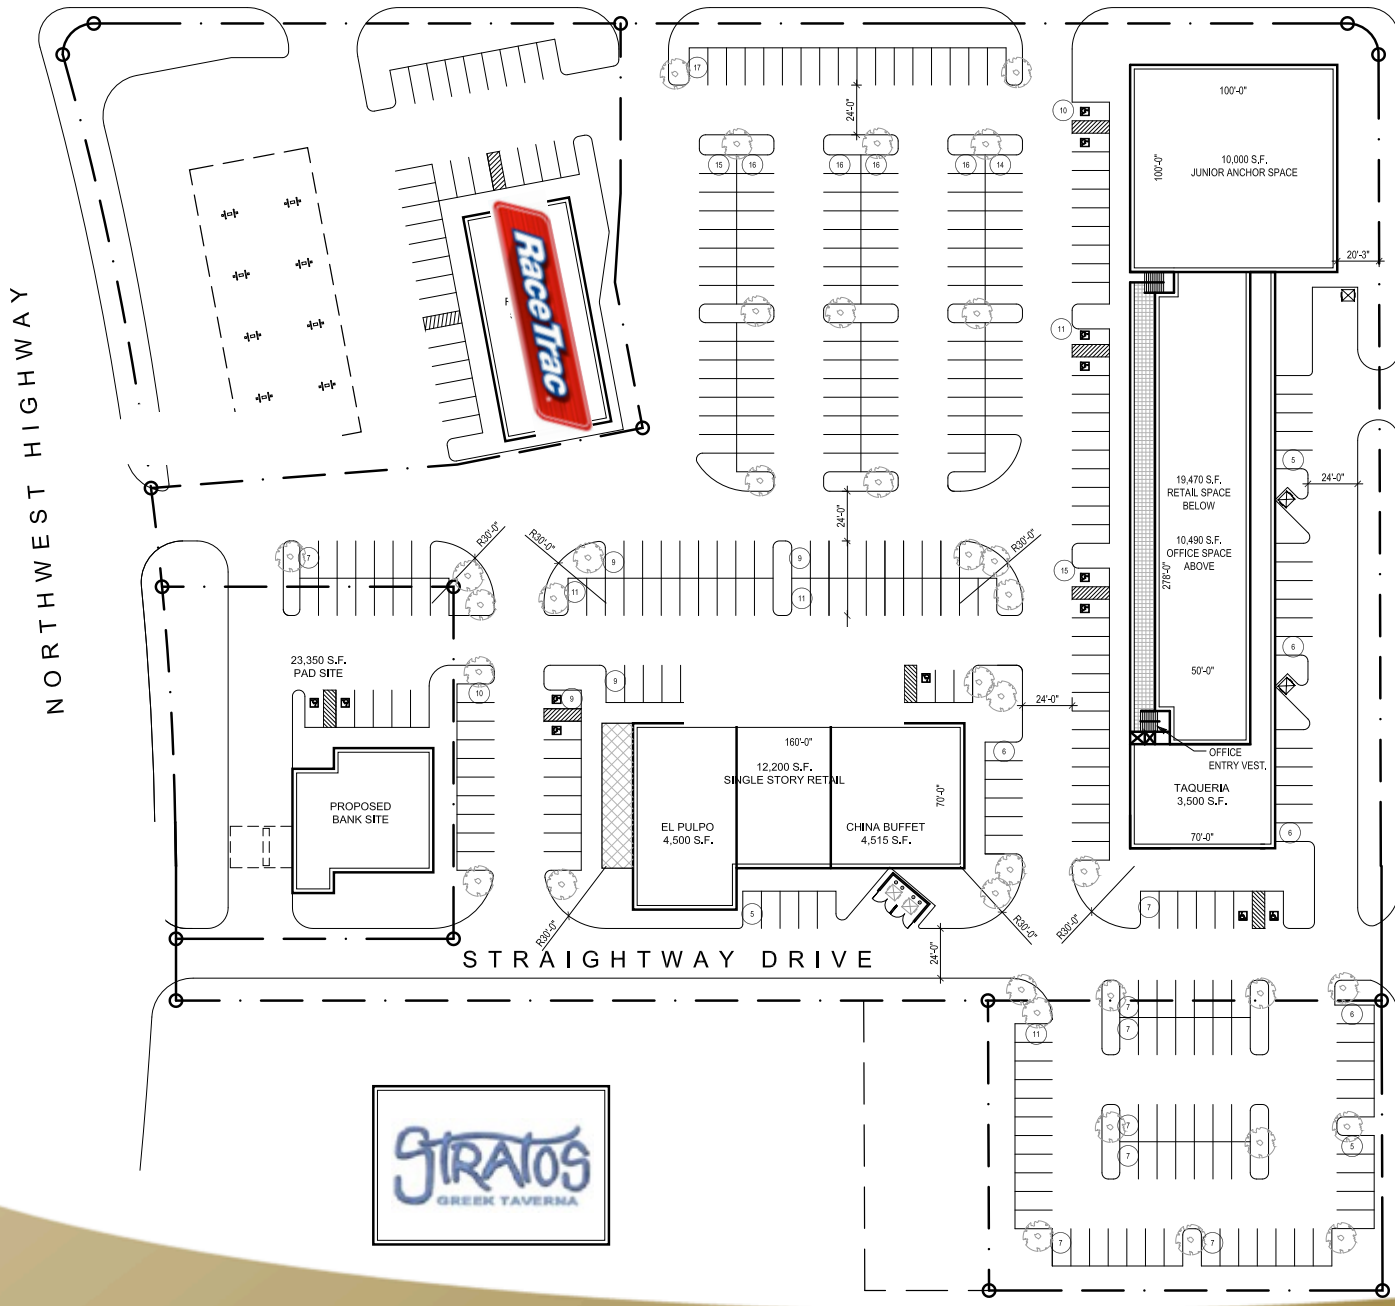 17
24'-0"
15
16
16
16
16
14
10
100'-0"
100'-0"
10,000 S.F.
JUNIOR ANCHOR SPACE
20'-3"
RaceTrac
11
NORTHWEST HIGHWAY
19,470 S.F.
RETAIL SPACE
BELOW
10,490 S.F.
OFFICE SPACE
ABOVE
278'-0"
50'-0"
5
24'-0"
24'-0"
7
R30'-0"
R30'-0"
9
11
9
11
R30'-0"
15
6
23,350 S.F.
PAD SITE
10
9
9
24'-0"
6
OFFICE
ENTRY VEST.
160'-0"
12,200 S.F.
SINGLE STORY RETAIL
70'-0"
TAQUERIA
3,500 S.F.
70'-0"
6
PROPOSED
BANK SITE
EL PULPO
4,500 S.F.
CHINA BUFFET
4,515 S.F.
5
R30'-0"
R30'-0"
R30'-0"
7
24'-0"
STRAIGHTWAY DRIVE
11
7
7
6
7
7
5
7
7
STRATOS
GREEK TAVERNA